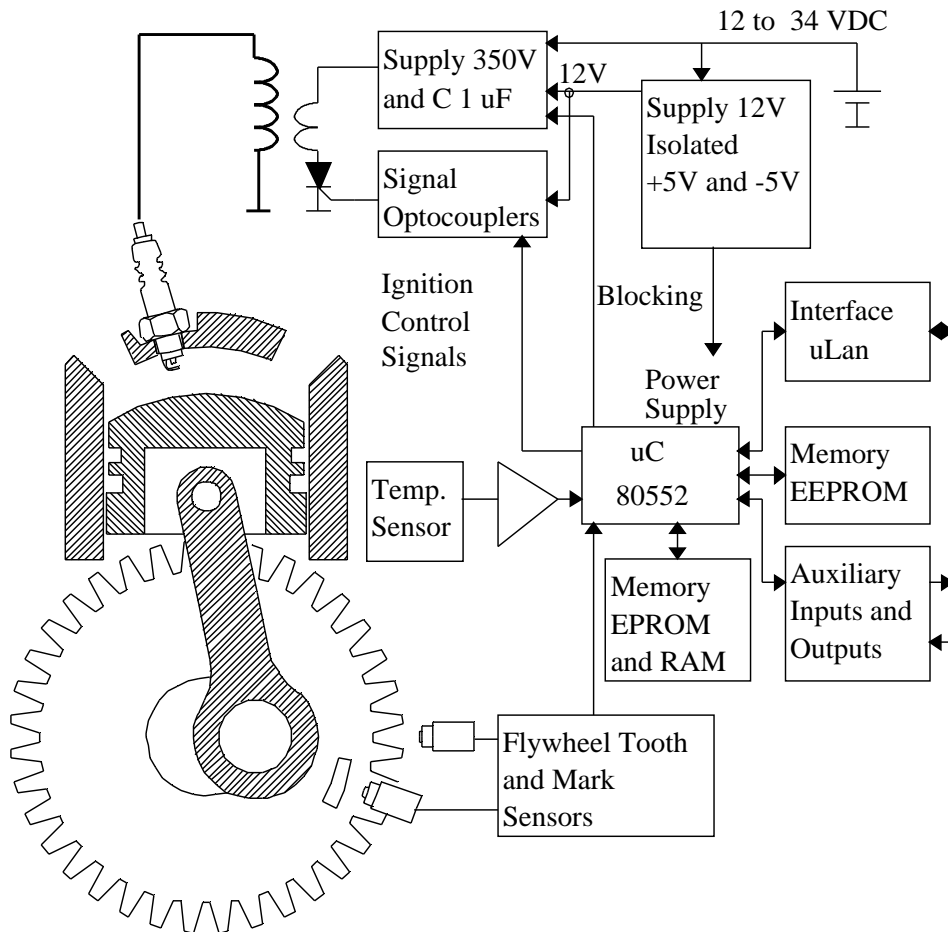 12 to 34 VDC
Supply 350V
and C 1 uF
12V
Supply 12V
Isolated
+5V and -5V
Signal
Optocouplers
Ignition
Control
Signals
Blocking
Interface
uLan
Power
Supply
uC
80552
Memory
EEPROM
Temp.
Sensor
Memory
EPROM
and RAM
Auxiliary
Inputs and
Outputs
Flywheel Tooth
and Mark
Sensors